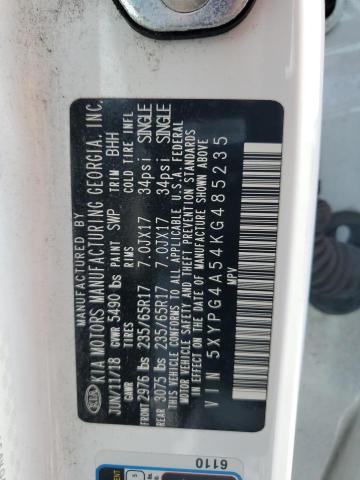 MANUFACTURED BY
KIA MOTORS MANUFACTURING GEORGIA, INC.
JUN/11/18 GVWR 5490 lbs PAINT SWP TRIM BHH
GAWR TIRES RIMS COLD TIRE INFL
FRONT 2976 lbs 235/65R17 7.0JX17 34psi SINGLE
REAR 3075 lbs 235/65R17 7.0JX17 34psi SINGLE
THIS VEHICLE CONFORMS TO ALL APPLICABLE U.S.A. FEDERAL
MOTOR VEHICLE SAFETY AND THEFT PREVENTION STANDARDS
IN EFFECT ON THE DATE OF MANUFACTURE SHOWN ABOVE.
VIN 5XYPG4A54KG485235
MPV
KIA
6110